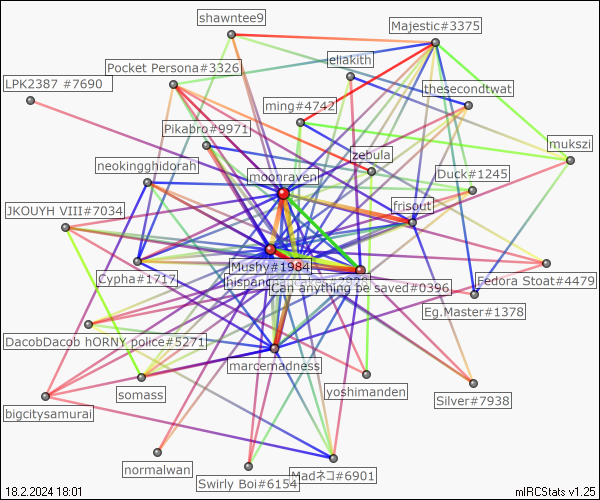 shawntee9
Majestic#3375
eliakith
Pocket Persona#3326
LPK2387 #7690
thesecondtwat
ming#4742
Pikabro#9971
mukszi
zebula
neokingghidorah
moonraven
Duck#1245
JKOUYH VIII#7034
frisout
Mushy#1984
Cypha#1717
Fedora Stoat#4479
Can anything be saved#0396
Eg.Master#1378
DacobDacob hORNY police#5271
marcemadness
somass
yoshimanden
Silver#7938
bigcitysamurai
normalwan
Swirly Boi#6154
Madネコ#6901
18.2.2024 18:01
mIRCStats v1.25